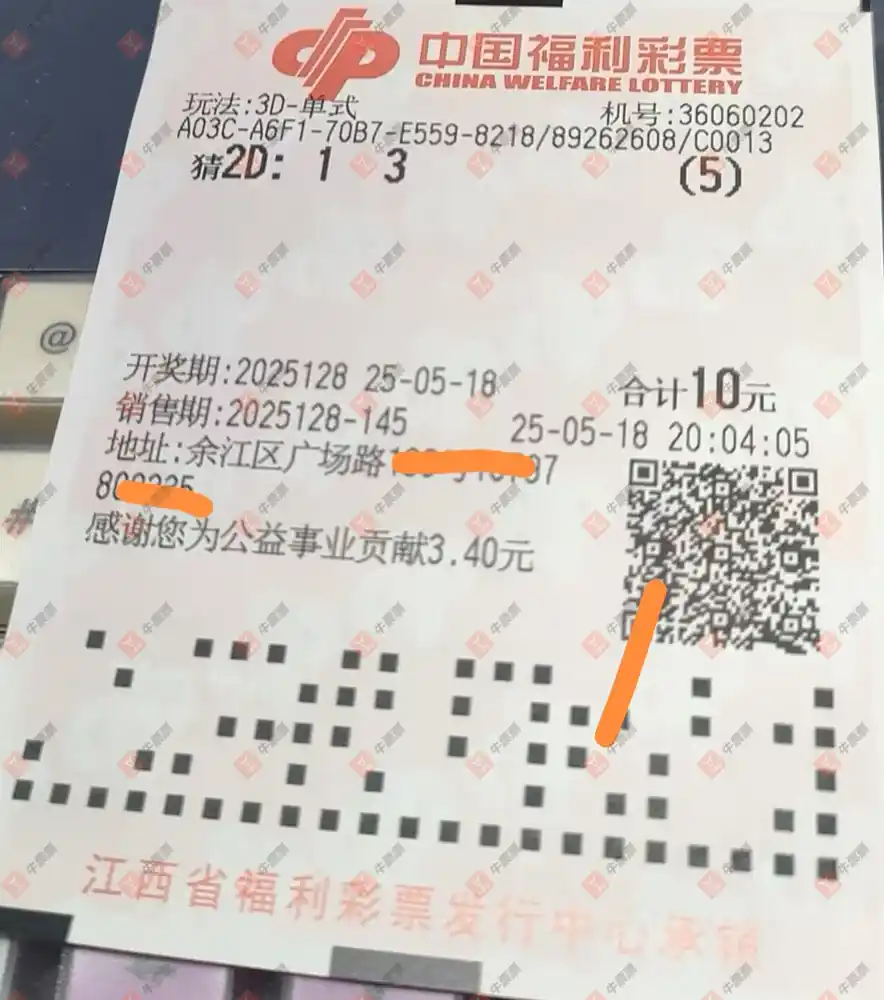 中国福利彩票
CHINA WELFARE LOTTERY
玩法:3D-单式 机号:36060202
A03C-A6F1-70B7-E559-8218/89262608/C0013
猜2D: 1 3 (5)
开奖期:2025128 25-05-18 合计10元
销售期:2025128-145 25-05-18 20:04:05
地址:余江区广场路
感谢您为公益事业贡献3.40元
江西省福利彩票发行中心承销
@
#
牛票票